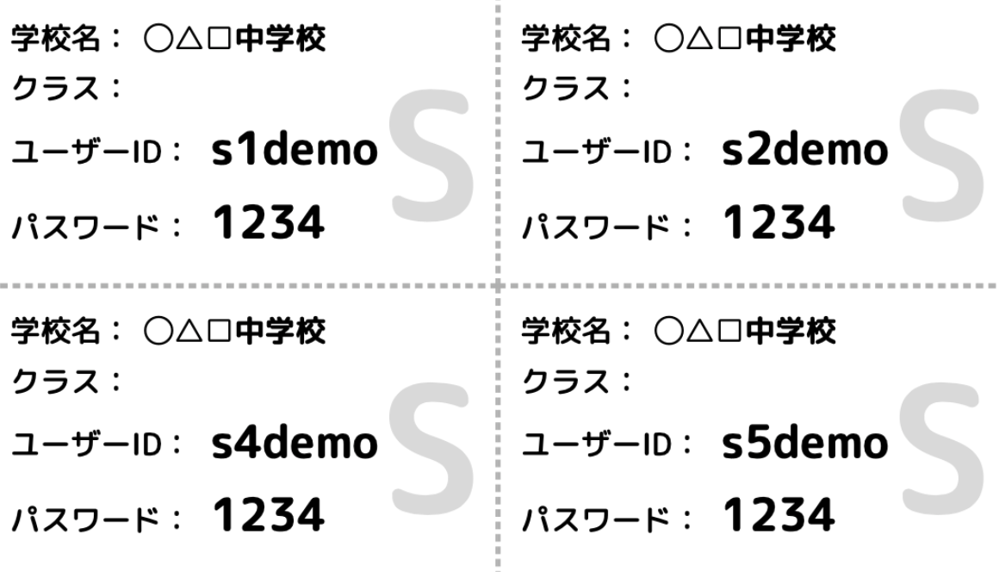 学校名： ○△□中学校
クラス：
ユーザーID： s1demo
パスワード： 1234
S
学校名： ○△□中学校
クラス：
ユーザーID： s2demo
パスワード： 1234
S
学校名： ○△□中学校
クラス：
ユーザーID： s4demo
パスワード： 1234
S
学校名： ○△□中学校
クラス：
ユーザーID： s5demo
パスワード： 1234
S